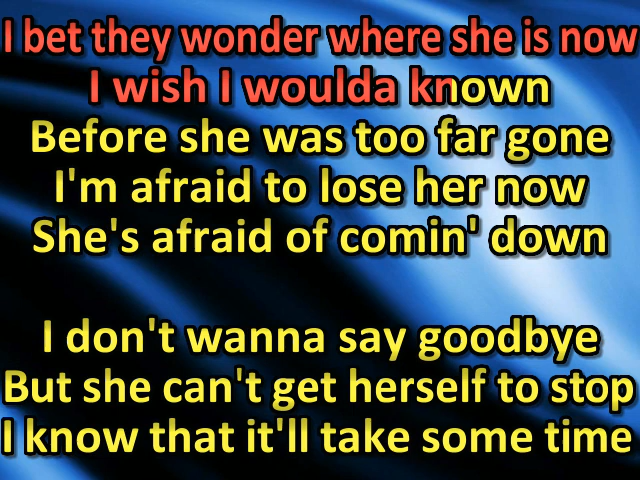 I bet they wonder where she is now
I wish I woulda known
Before she was too far gone
I'm afraid to lose her now
She's afraid of comin' down
I don't wanna say goodbye
But she can't get herself to stop
I know that it'll take some time